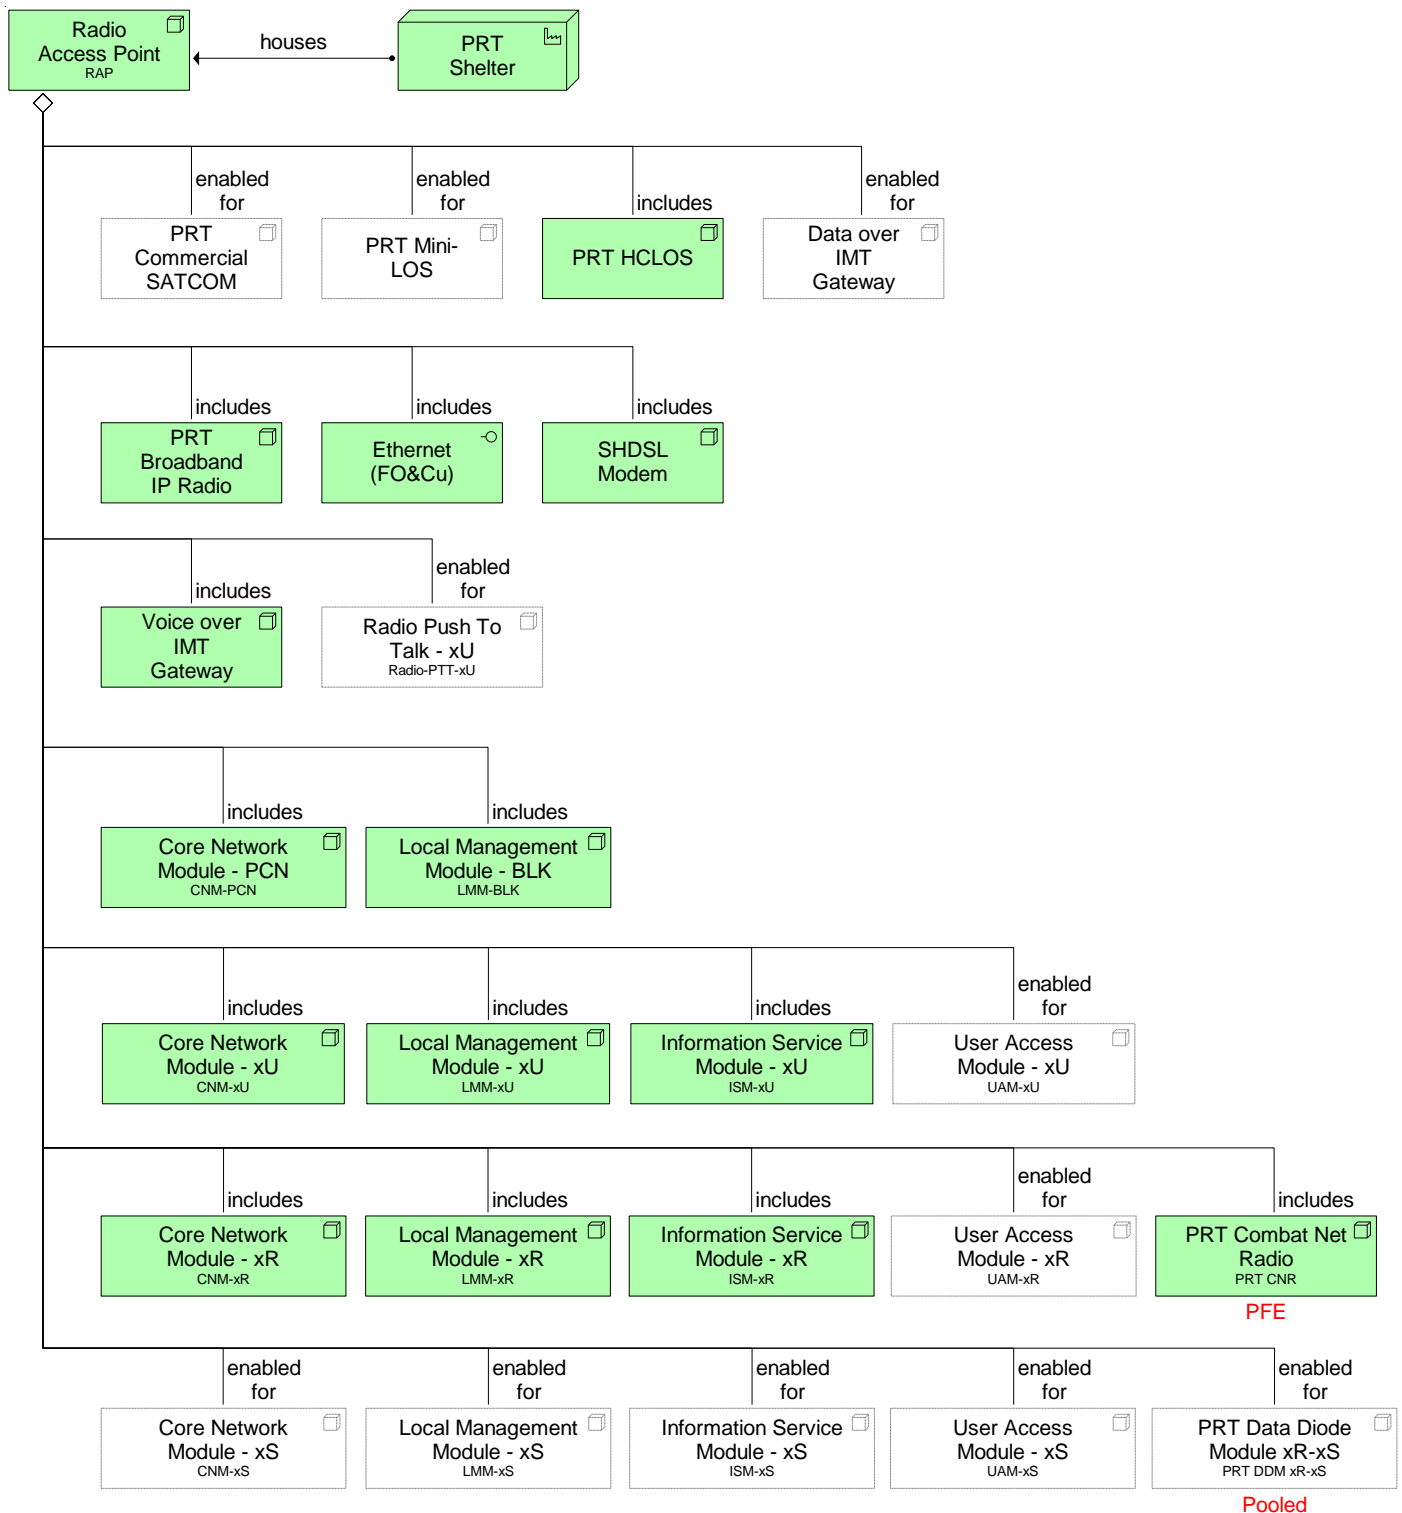 Radio
Access Point
RAP
houses
PRT
Shelter
enabled
for
enabled
for
includes
enabled
for
PRT
Commercial
SATCOM
PRT Mini-
LOS
PRT HCLOS
Data over
IMT
Gateway
includes
includes
includes
PRT
Broadband
IP Radio
Ethernet
(FO&Cu)
SHDSL
Modem
includes
enabled
for
Voice over
IMT
Gateway
Radio Push To
Talk - xU
Radio-PTT-xU
includes
includes
Core Network
Module - PCN
CNM-PCN
Local Management
Module - BLK
LMM-BLK
includes
includes
includes
enabled
for
Core Network
Module - xU
CNM-xU
Local Management
Module - xU
LMM-xU
Information Service
Module - xU
ISM-xU
User Access
Module - xU
UAM-xU
includes
includes
includes
enabled
for
includes
Core Network
Module - xR
CNM-xR
Local Management
Module - xR
LMM-xR
Information Service
Module - xR
ISM-xR
User Access
Module - xR
UAM-xR
PRT Combat Net
Radio
PRT CNR
PFE
enabled
for
enabled
for
enabled
for
enabled
for
enabled
for
Core Network
Module - xS
CNM-xS
Local Management
Module - xS
LMM-xS
Information Service
Module - xS
ISM-xS
User Access
Module - xS
UAM-xS
PRT Data Diode
Module xR-xS
PRT DDM xR-xS
Pooled